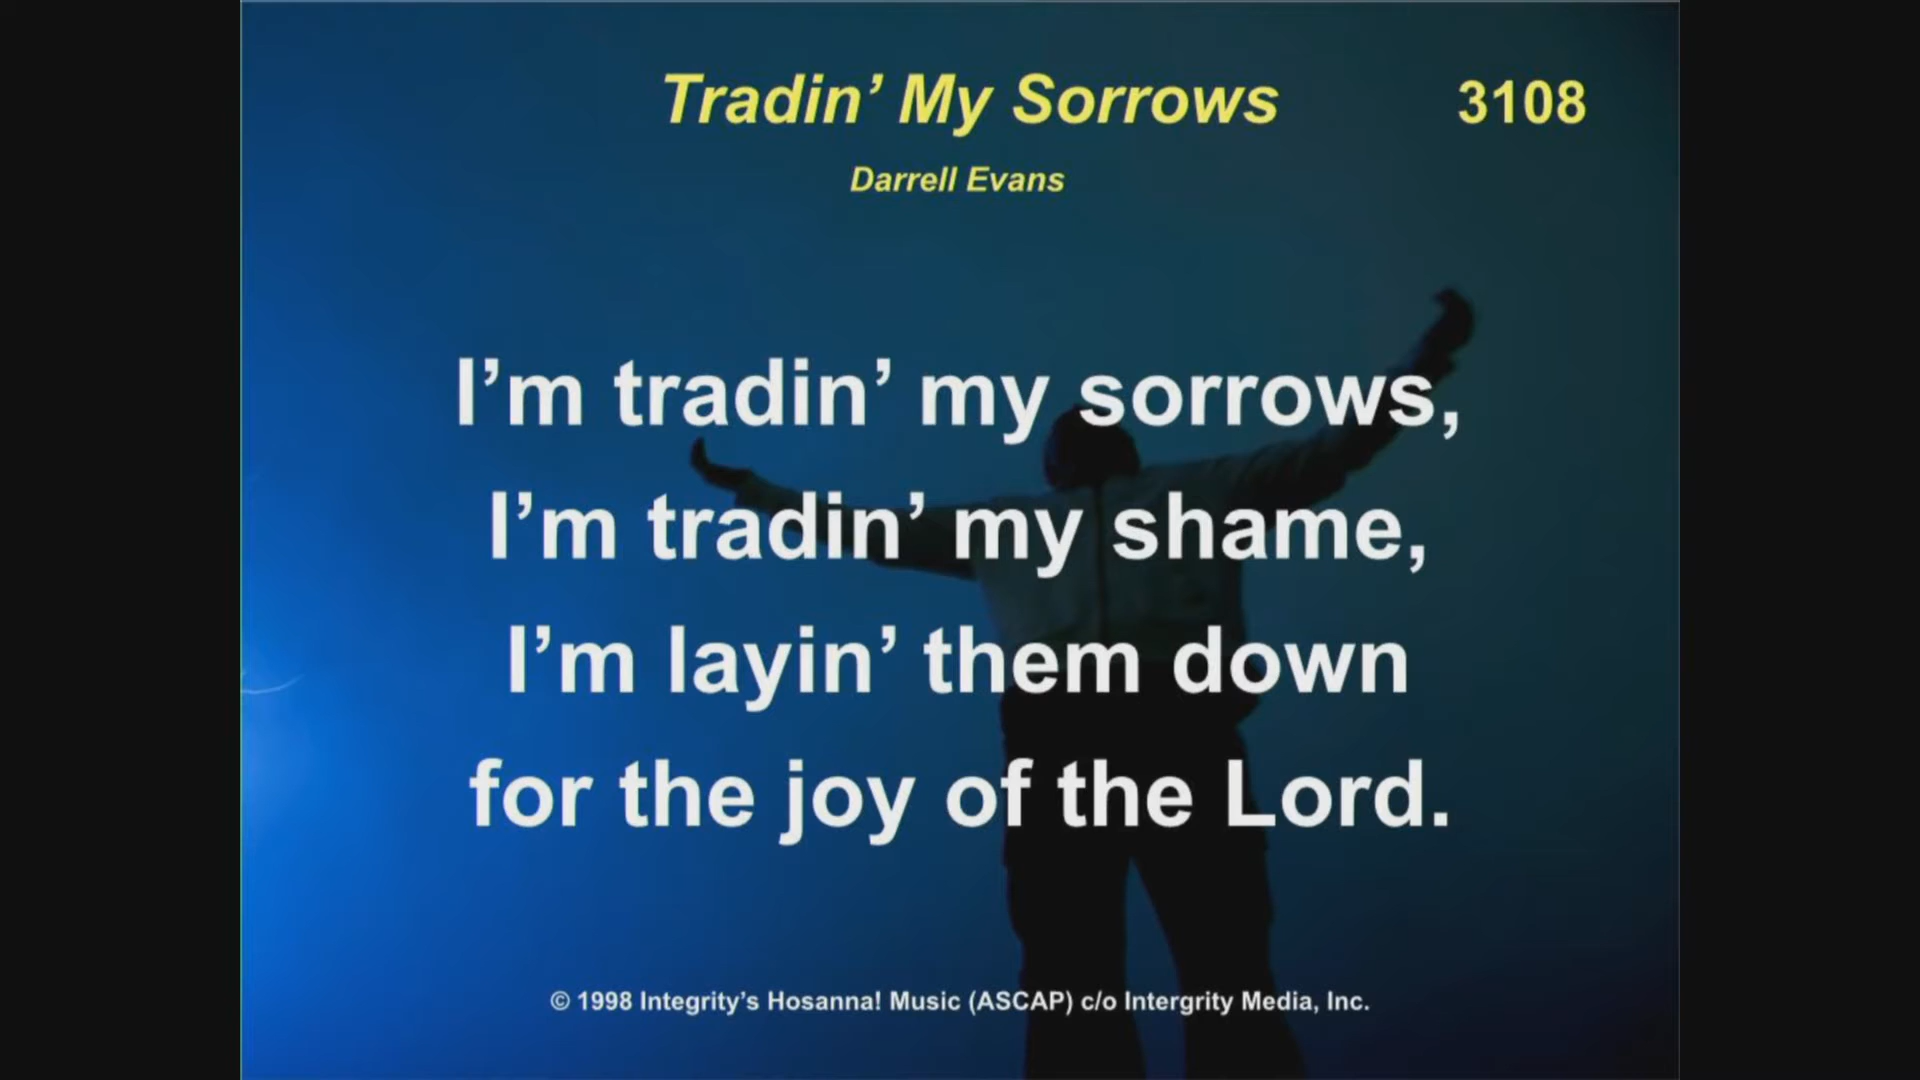 Tradin’ My Sorrows 3108
Darrell Evans
I’m tradin’ my sorrows,
I’m tradin’ my shame,
I’m layin’ them down
for the joy of the Lord.
© 1998 Integrity’s Hosanna! Music (ASCAP) c/o Intergrity Media, Inc.